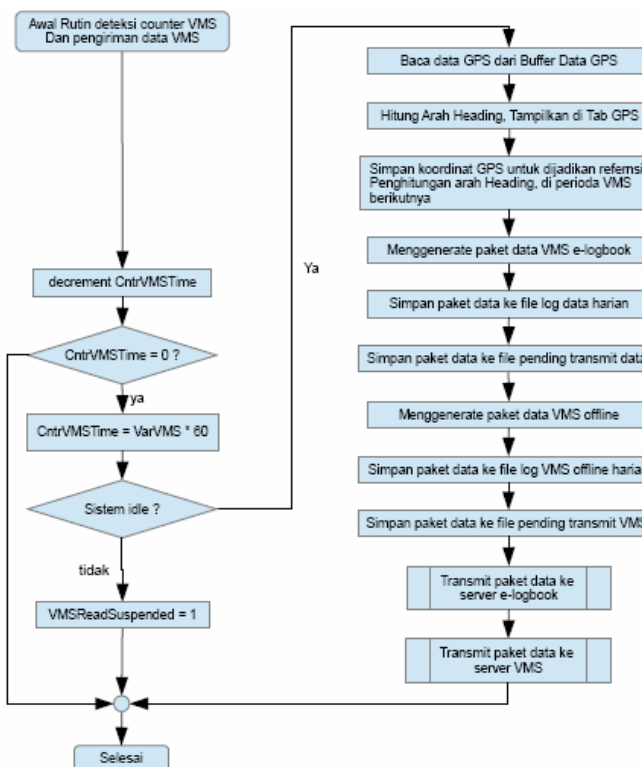 Awal Rutin deteksi counter VMS
Dan pengiriman data VMS
decrement CntrVMSTime
CntrVMSTime = 0 ?
ya
CntrVMSTime = VarVMS * 60
Sistem idle ?
tidak
VMSReadSuspended = 1
Selesai
Ya
Baca data GPS dari Buffer Data GPS
Hitung Arah Heading, Tampilkan di Tab GPS
Simpan koordinat GPS untuk dijadikan refernsi
Penghitungan arah Heading, di perioda VMS
berikutnya
Menggenerate paket data VMS e-logbook
Simpan paket data ke file log data harian
Simpan paket data ke file pending transmit data
Menggenerate paket data VMS offline
Simpan paket data ke file log VMS offline harian
Simpan paket data ke file pending transmit VMS
Transmit paket data ke
server e-logbook
Transmit paket data ke
server VMS